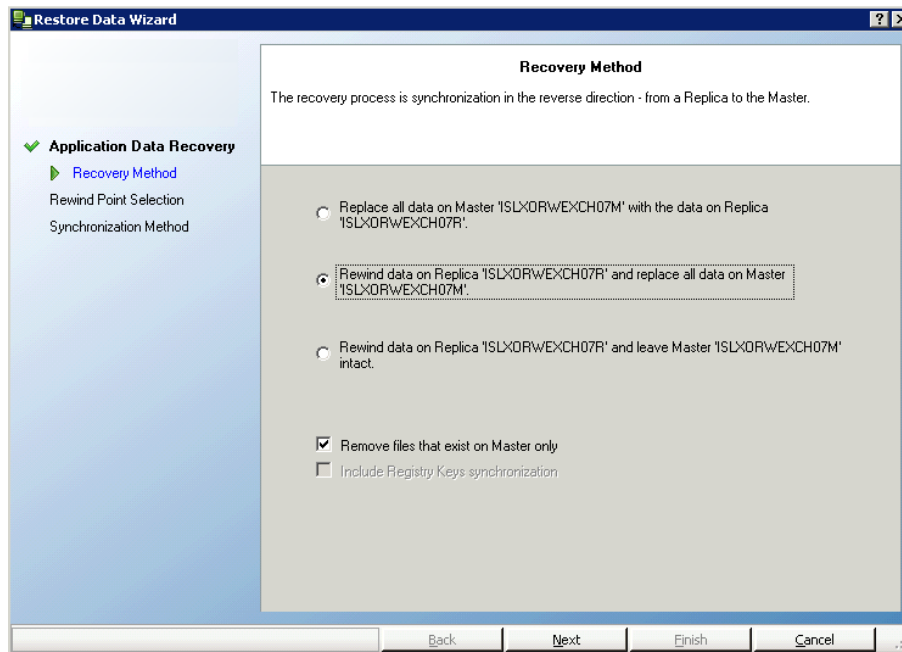 Restore Data Wizard
?
Recovery Method
The recovery process is synchronization in the reverse direction - from a Replica to the Master.
Application Data Recovery
Recovery Method
Rewind Point Selection
Synchronization Method
Replace all data on Master 'ISLXORWEXCH07M' with the data on Replica
'ISLXORWEXCH07R'.
Rewind data on Replica 'ISLXORWEXCH07R' and replace all data on Master
'ISLXORWEXCH07M'.
Rewind data on Replica 'ISLXORWEXCH07R' and leave Master 'ISLXORWEXCH07M'
intact.
Remove files that exist on Master only
Include Registry Keys synchronization
Back
Next
Finish
Cancel